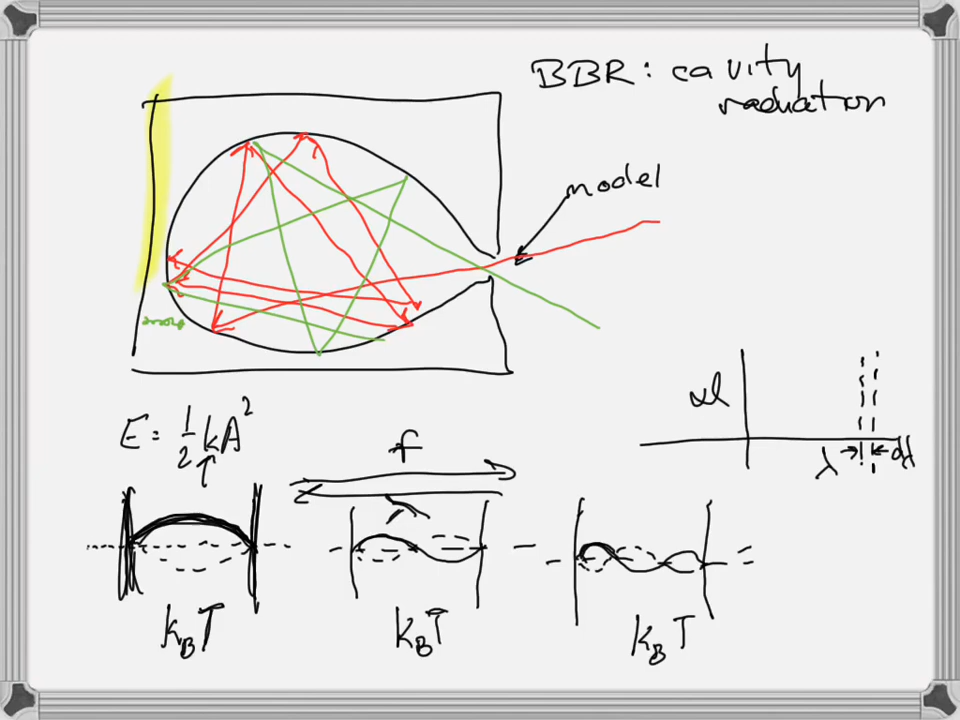 BBR: cavity
radiation
model
E = 1/2 kA²
f
λ
dλ
k_B T
k_B T
k_B T